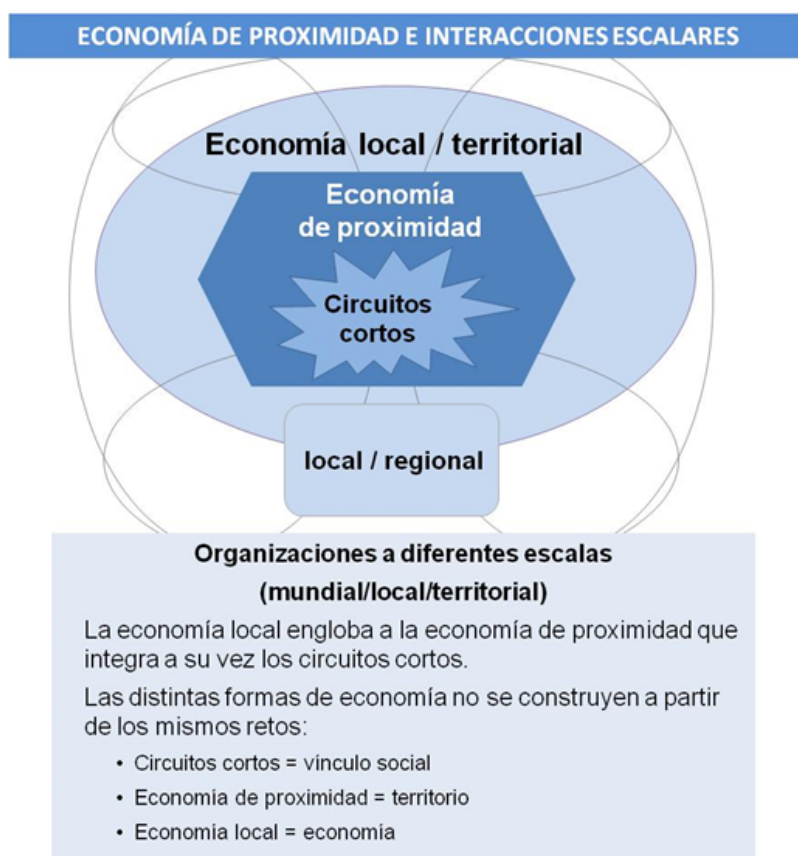 ECONOMÍA DE PROXIMIDAD E INTERACCIONES ESCALARES
Economía local / territorial
Economía
de proximidad
Circuitos
cortos
local / regional
Organizaciones a diferentes escalas
(mundial/local/territorial)
La economía local engloba a la economía de proximidad que
integra a su vez los circuitos cortos.
Las distintas formas de economía no se construyen a partir
de los mismos retos:
• Circuitos cortos = vínculo social
• Economía de proximidad = territorio
• Economía local = economía